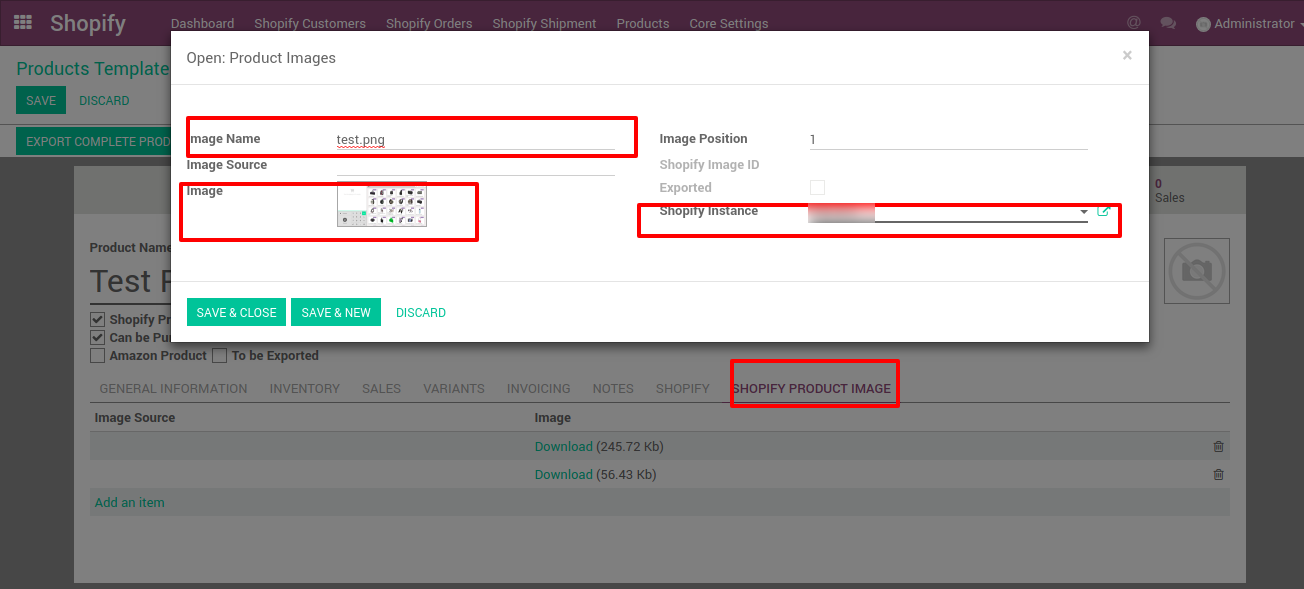 Shopify Dashboard Shopify Customers Shopify Orders Shopify Shipment Products Core Settings @ Administrator
Products Template
SAVE DISCARD
EXPORT COMPLETE PROD
Open: Product Images ×
Image Name test.png Image Position 1
Image Source Shopify Image ID
Image Exported
Shopify Instance
SAVE & CLOSE SAVE & NEW DISCARD
0
Sales
Product Name
Test P
Shopify Pr
Can be Pu
Amazon Product To be Exported
GENERAL INFORMATION INVENTORY SALES VARIANTS INVOICING NOTES SHOPIFY SHOPIFY PRODUCT IMAGE
Image Source Image
Download (245.72 Kb)
Download (56.43 Kb)
Add an item